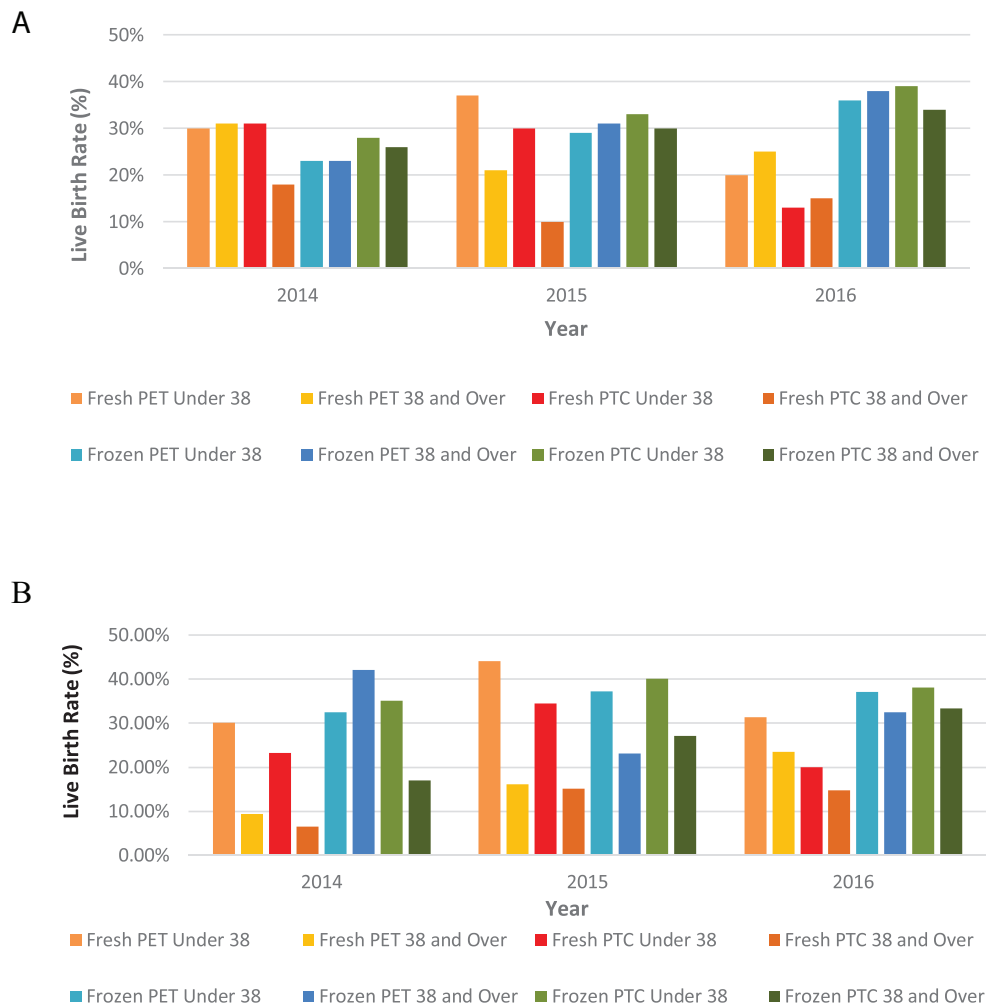 A
50%
40%
30%
20%
10%
0%
Live Birth Rate (%)
2014 2015 2016
Year
Fresh PET Under 38 Fresh PET 38 and Over Fresh PTC Under 38 Fresh PTC 38 and Over
Frozen PET Under 38 Frozen PET 38 and Over Frozen PTC Under 38 Frozen PTC 38 and Over
B
50.00%
40.00%
30.00%
20.00%
10.00%
0.00%
Live Birth Rate (%)
2014 2015 2016
Year
Fresh PET Under 38 Fresh PET 38 and Over Fresh PTC Under 38 Fresh PTC 38 and Over
Frozen PET Under 38 Frozen PET 38 and Over Frozen PTC Under 38 Frozen PTC 38 and Over